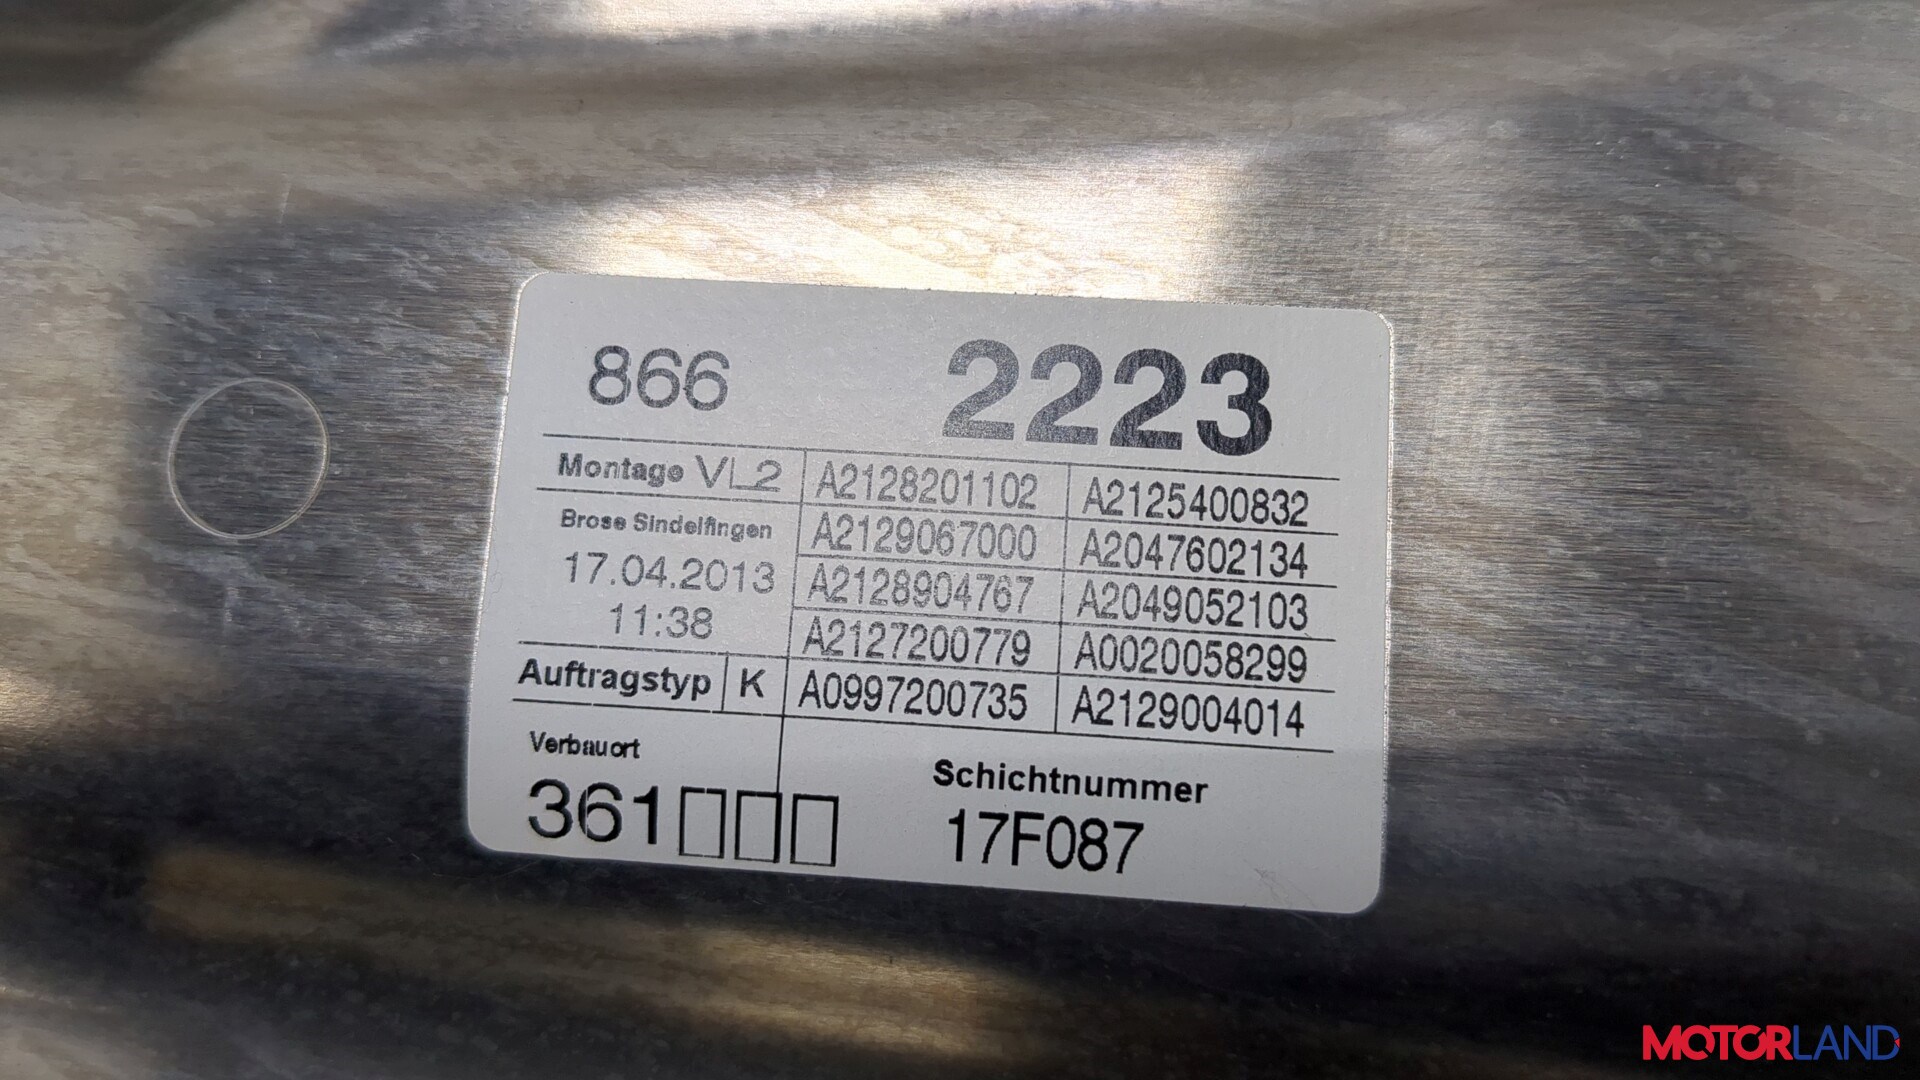 866 2223
Montage VL2 A2128201102 A2125400832
Brose Sindelfingen A2129067000 A2047602134
17.04.2013 A2128904767 A2049052103
11:38 A2127200779 A0020058299
Auftragstyp K A0997200735 A2129004014
Verbauort Schichtnummer
361□□□ 17F087
MOTORLAND